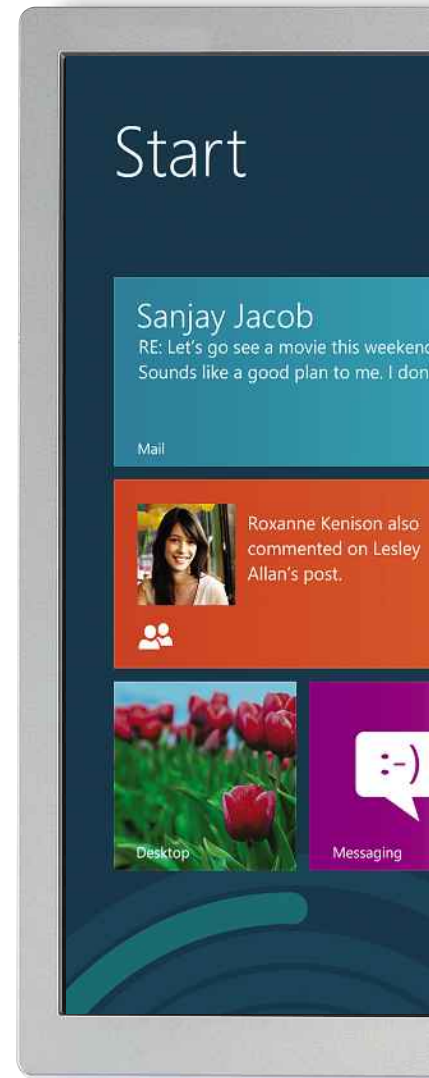 Start
Sanjay Jacob
RE: Let's go see a movie this weekend
Sounds like a good plan to me. I don
Mail
Roxanne Kenison also
commented on Lesley
Allan's post.
Desktop
:-)
Messaging